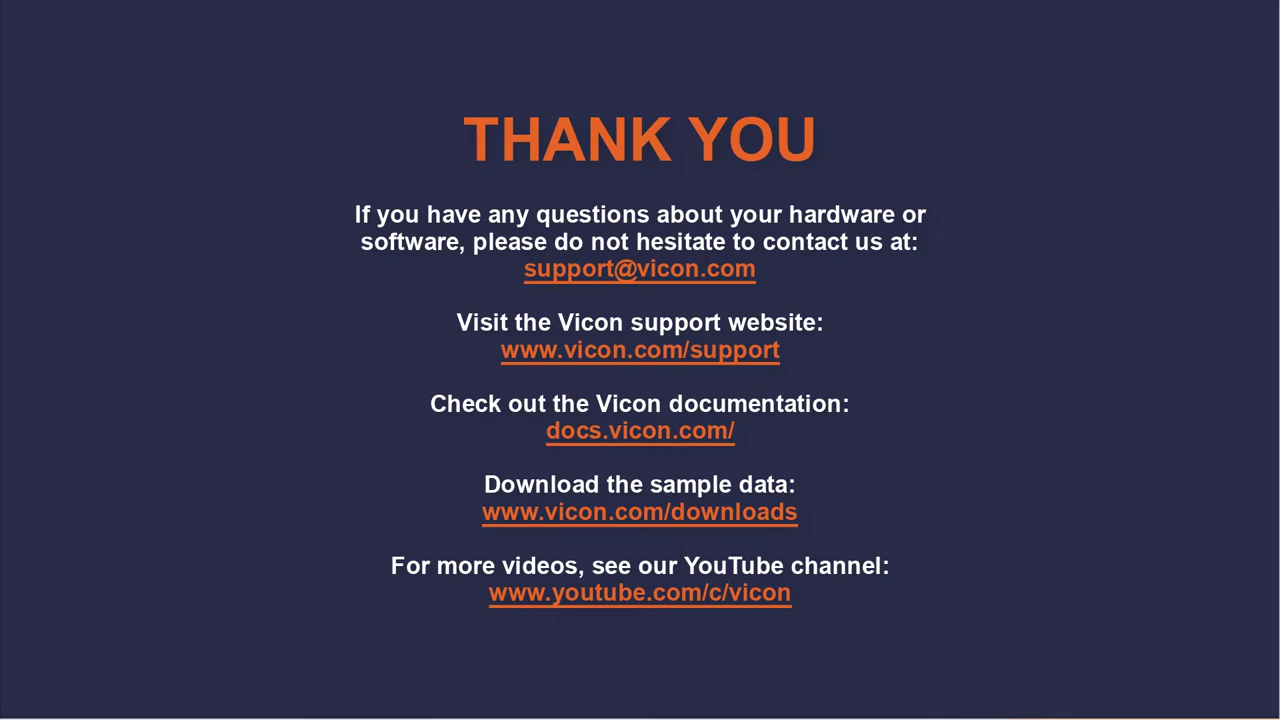 THANK YOU
If you have any questions about your hardware or
software, please do not hesitate to contact us at:
support@vicon.com
Visit the Vicon support website:
www.vicon.com/support
Check out the Vicon documentation:
docs.vicon.com/
Download the sample data:
www.vicon.com/downloads
For more videos, see our YouTube channel:
www.youtube.com/c/vicon